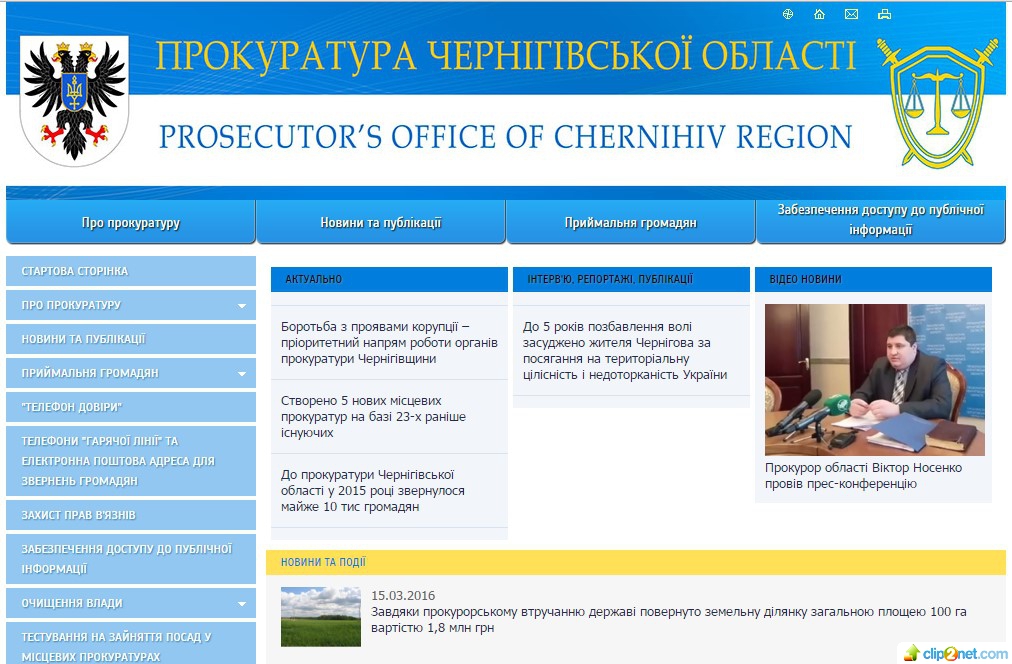 ПРОКУРАТУРА ЧЕРНІГІВСЬКОЇ ОБЛАСТІ
PROSECUTOR'S OFFICE OF CHERNIHIV REGION
Про прокуратуру
Новини та публікації
Приймальня громадян
Забезпечення доступу до публічної
інформації
СТАРТОВА СТОРІНКА
ПРО ПРОКУРАТУРУ
НОВИНИ ТА ПУБЛІКАЦІЇ
ПРИЙМАЛЬНЯ ГРОМАДЯН
"ТЕЛЕФОН ДОВІРИ"
ТЕЛЕФОНИ "ГАРЯЧОЇ ЛІНІЇ" ТА
ЕЛЕКТРОННА ПОШТОВА АДРЕСА ДЛЯ
ЗВЕРНЕНЬ ГРОМАДЯН
ЗАХИСТ ПРАВ В'ЯЗНІВ
ЗАБЕЗПЕЧЕННЯ ДОСТУПУ ДО ПУБЛІЧНОЇ
ІНФОРМАЦІЇ
ОЧИЩЕННЯ ВЛАДИ
ТЕСТУВАННЯ НА ЗАЙНЯТТЯ ПОСАД У
МІСЦЕВИХ ПРОКУРАТУРАХ
АКТУАЛЬНО
Боротьба з проявами корупції –
пріоритетний напрям роботи органів
прокуратури Чернігівщини
Створено 5 нових місцевих
прокуратур на базі 23-х раніше
існуючих
До прокуратури Чернігівської
області у 2015 році звернулося
майже 10 тис громадян
ІНТЕРВ'Ю, РЕПОРТАЖІ, ПУБЛІКАЦІЇ
До 5 років позбавлення волі
засуджено жителя Чернігова за
посягання на територіальну
цілісність і недоторканість України
ВІДЕО НОВИНИ
Прокурор області Віктор Носенко
провів прес-конференцію
НОВИНИ ТА ПОДІЇ
15.03.2016
Завдяки прокурорському втручанню державі повернуто земельну ділянку загальною площею 100 га
вартістю 1,8 млн грн
clip2net.com